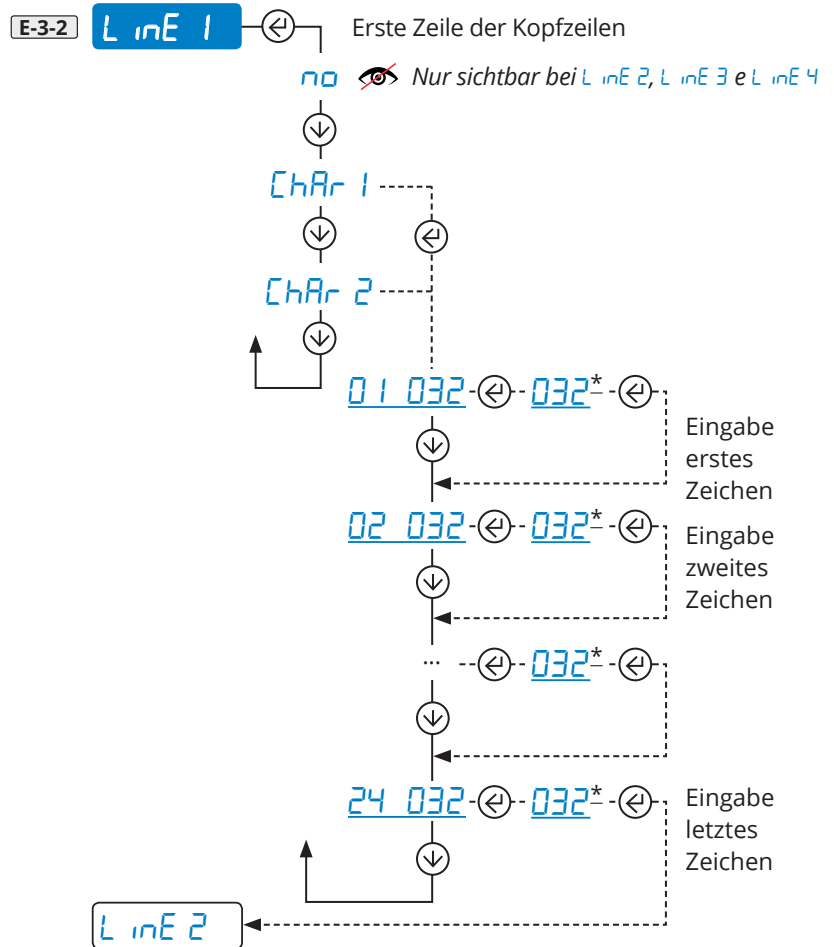 E-3-2 L inE 1 Erste Zeile der Kopfzeilen
no Nur sichtbar bei L inE 2, L inE 3 e L inE 4
ChAr 1
ChAr 2
01 032 032*
Eingabe
erstes
Zeichen
02 032 032*
Eingabe
zweites
Zeichen
... 032*
24 032 032*
Eingabe
letztes
Zeichen
L inE 2